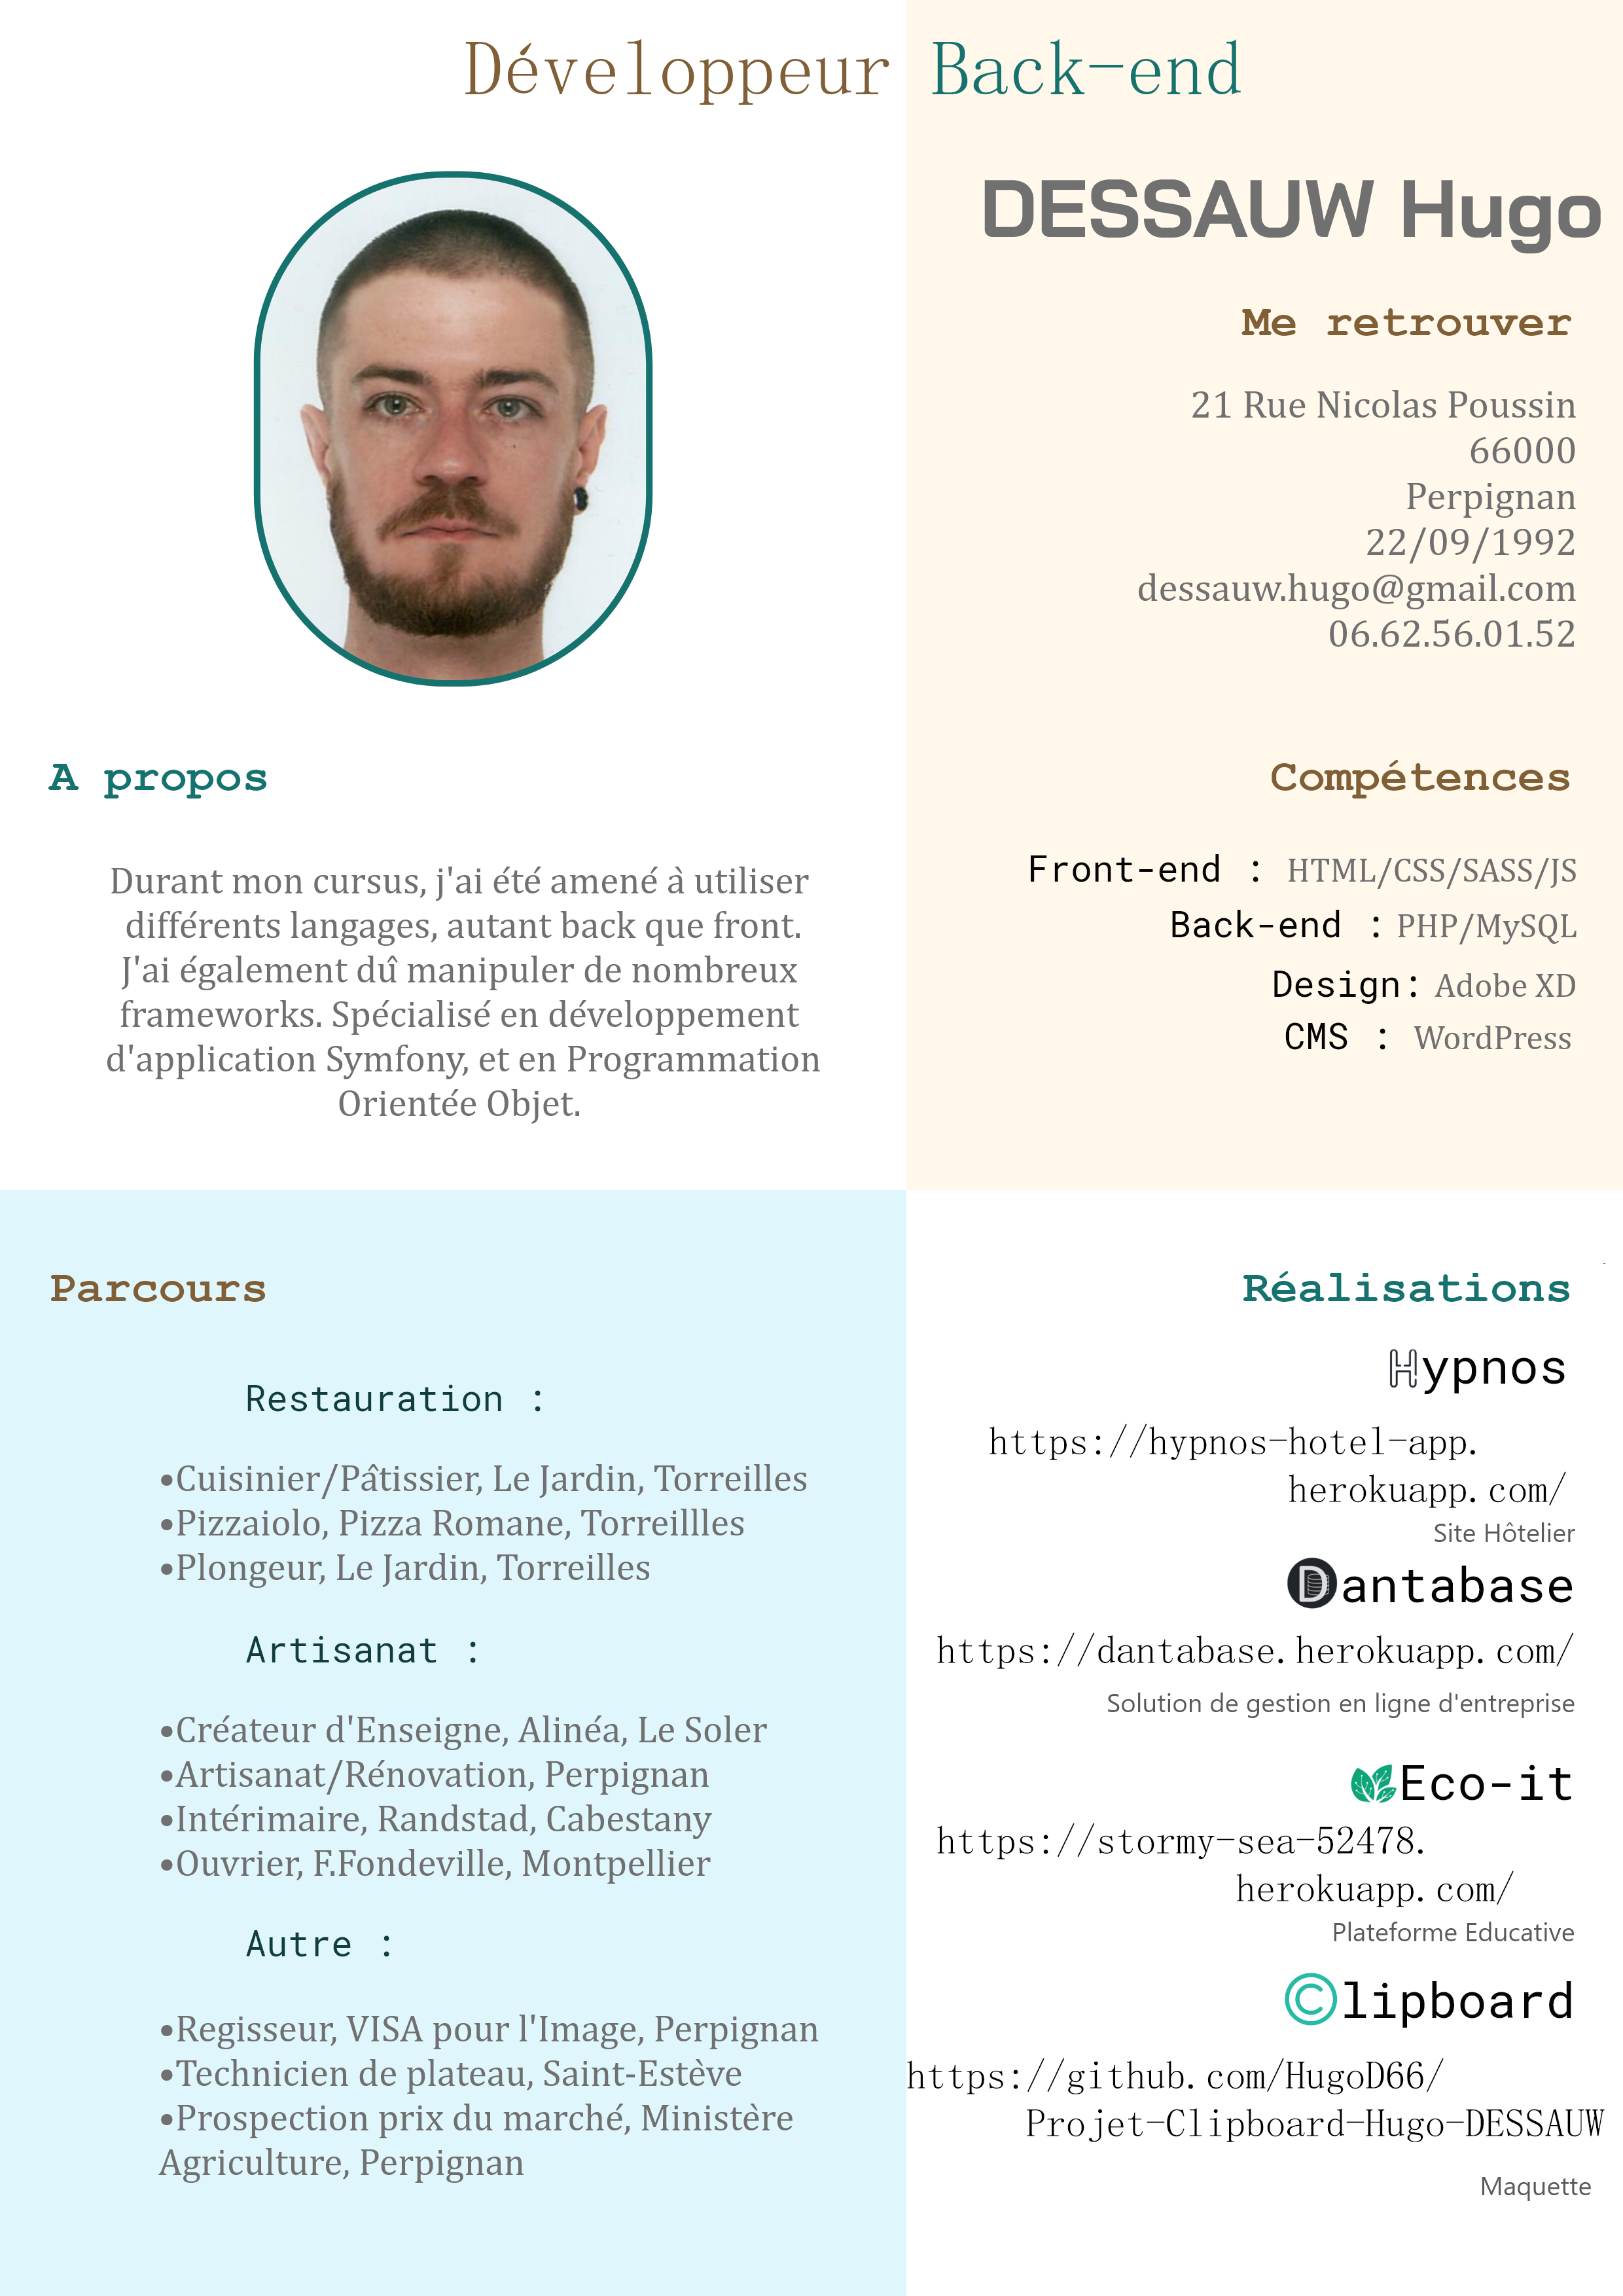 Développeur Back-end
DESSAUW Hugo
Me retrouver
21 Rue Nicolas Poussin
66000
Perpignan
22/09/1992
dessauw.hugo@gmail.com
06.62.56.01.52
A propos
Durant mon cursus, j'ai été amené à utiliser
différents langages, autant back que front.
J'ai également dû manipuler de nombreux
frameworks. Spécialisé en développement
d'application Symfony, et en Programmation
Orientée Objet.
Compétences
Front-end : HTML/CSS/SASS/JS
Back-end : PHP/MySQL
Design: Adobe XD
CMS : WordPress
Parcours
Restauration :
•Cuisinier/Pâtissier, Le Jardin, Torreilles
•Pizzaiolo, Pizza Romane, Torreillles
•Plongeur, Le Jardin, Torreilles
Artisanat :
•Créateur d'Enseigne, Alinéa, Le Soler
•Artisanat/Rénovation, Perpignan
•Intérimaire, Randstad, Cabestany
•Ouvrier, F.Fondeville, Montpellier
Autre :
•Regisseur, VISA pour l'Image, Perpignan
•Technicien de plateau, Saint-Estève
•Prospection prix du marché, Ministère
Agriculture, Perpignan
Réalisations
Hypnos
https://hypnos-hotel-app.
herokuapp.com/
Site Hôtelier
Dantabase
https://dantabase.herokuapp.com/
Solution de gestion en ligne d'entreprise
Eco-it
https://stormy-sea-52478.
herokuapp.com/
Plateforme Educative
Clipboard
https://github.com/HugoD66/
Projet-Clipboard-Hugo-DESSAUW
Maquette